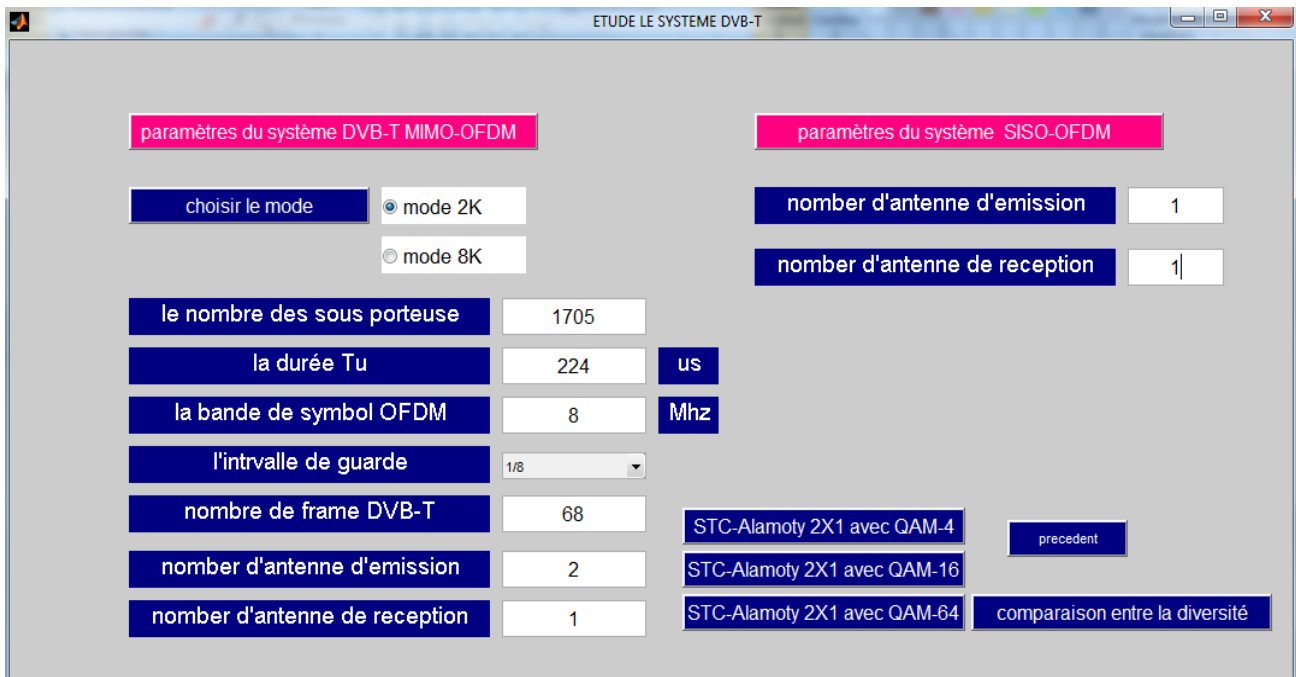 ETUDE LE SYSTEME DVB-T
paramètres du système DVB-T MIMO-OFDM
paramètres du système SISO-OFDM
choisir le mode
mode 2K
mode 8K
nomber d'antenne d'emission
1
nomber d'antenne de reception
1
le nombre des sous porteuse
1705
la durée Tu
224
us
la bande de symbol OFDM
8
Mhz
l'intrvalle de guarde
1/8
nombre de frame DVB-T
68
nomber d'antenne d'emission
2
nomber d'antenne de reception
1
STC-Alamoty 2X1 avec QAM-4
STC-Alamoty 2X1 avec QAM-16
STC-Alamoty 2X1 avec QAM-64
precedent
comparaison entre la diversité